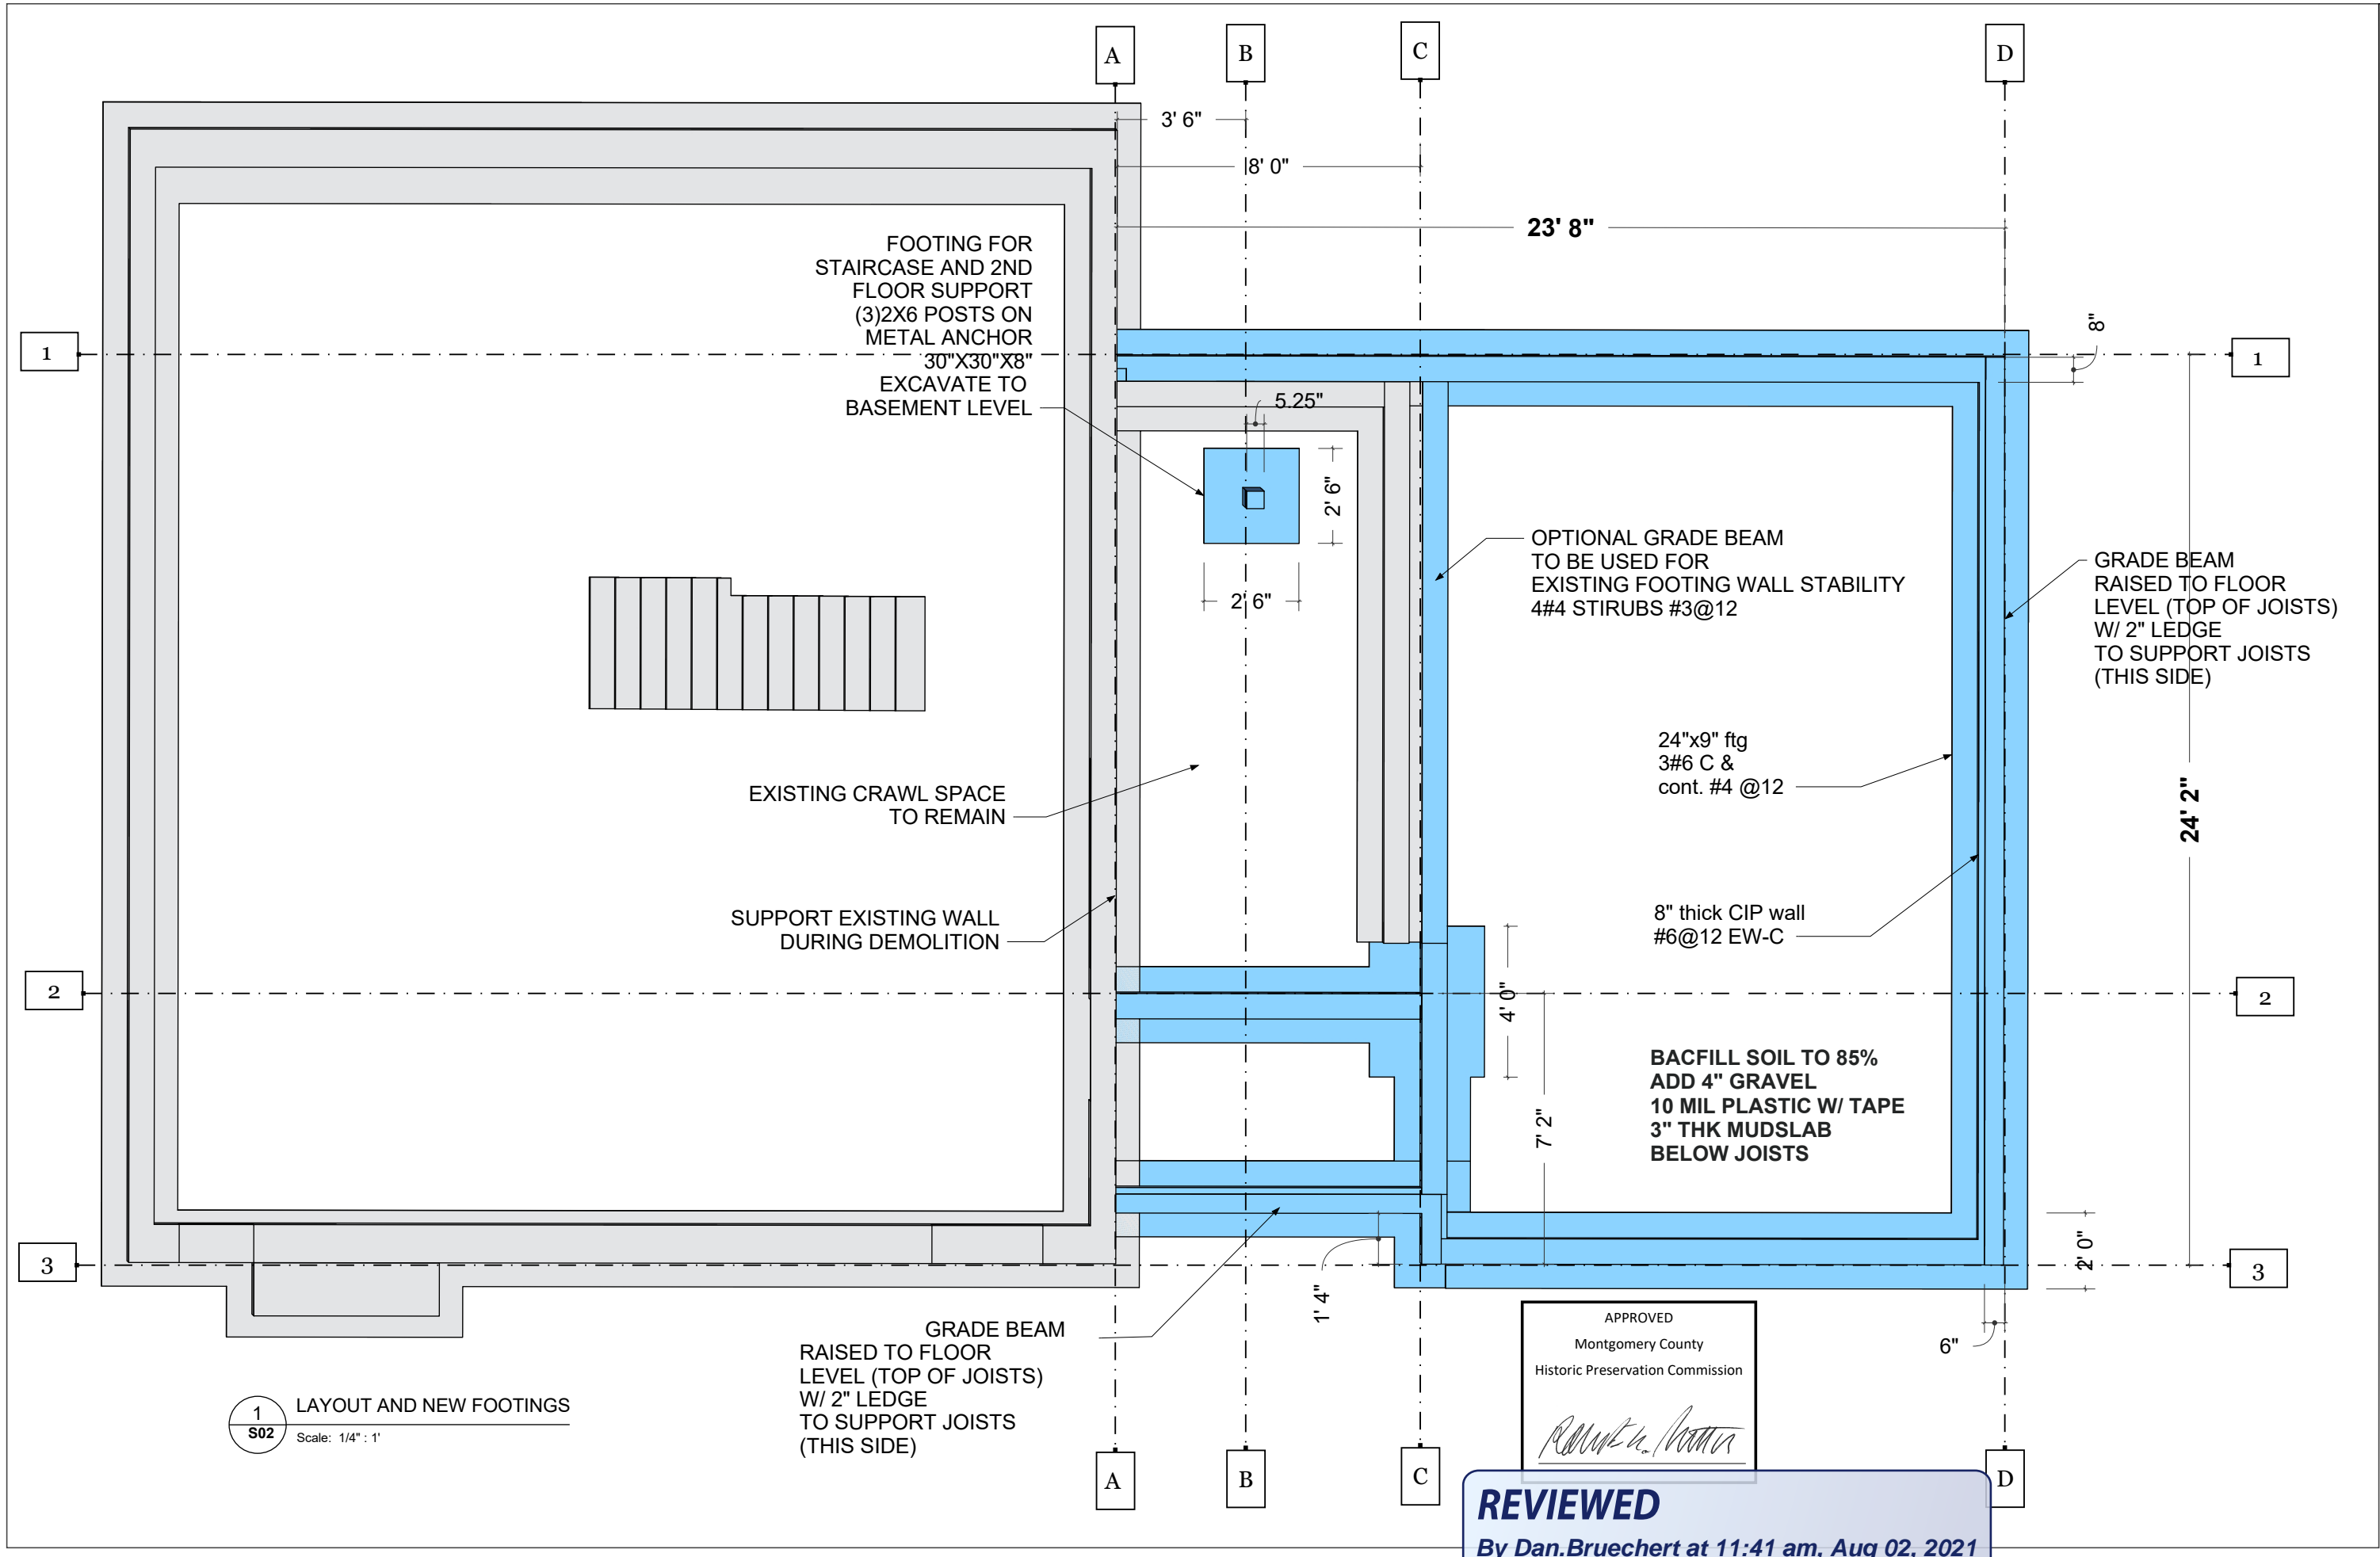 A
B
C
D
3' 6"
8' 0"
23' 8"
8"
1
1
FOOTING FOR
STAIRCASE AND 2ND
FLOOR SUPPORT
(3)2X6 POSTS ON
METAL ANCHOR
30"X30"X8"
EXCAVATE TO
BASEMENT LEVEL
5.25"
2' 6"
2' 6"
OPTIONAL GRADE BEAM
TO BE USED FOR
EXISTING FOOTING WALL STABILITY
4#4 STIRUBS #3@12
GRADE BEAM
RAISED TO FLOOR
LEVEL (TOP OF JOISTS)
W/ 2" LEDGE
TO SUPPORT JOISTS
(THIS SIDE)
24"x9" ftg
3#6 C &
cont. #4 @12
EXISTING CRAWL SPACE
TO REMAIN
24' 2"
SUPPORT EXISTING WALL
DURING DEMOLITION
8" thick CIP wall
#6@12 EW-C
2
2
4' 0"
7' 2"
BACFILL SOIL TO 85%
ADD 4" GRAVEL
10 MIL PLASTIC W/ TAPE
3" THK MUDSLAB
BELOW JOISTS
3
3
2' 0"
1' 4"
6"
GRADE BEAM
RAISED TO FLOOR
LEVEL (TOP OF JOISTS)
W/ 2" LEDGE
TO SUPPORT JOISTS
(THIS SIDE)
1
S02
LAYOUT AND NEW FOOTINGS
Scale: 1/4" : 1'
APPROVED
Montgomery County
Historic Preservation Commission
A
B
C
D
REVIEWED
By Dan.Bruechert at 11:41 am, Aug 02, 2021